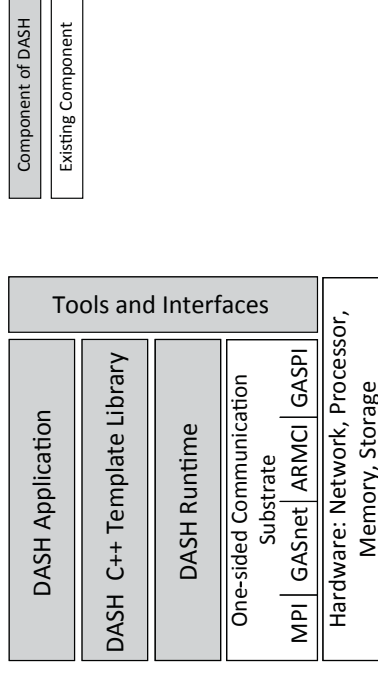 DASH Application
DASH C++ Template Library
DASH Runtime
One-sided Communication
Substrate
MPI
GASnet
ARMCI
GASPI
Hardware: Network, Processor,
Memory, Storage
Tools and Interfaces
Component of DASH
Existing Component